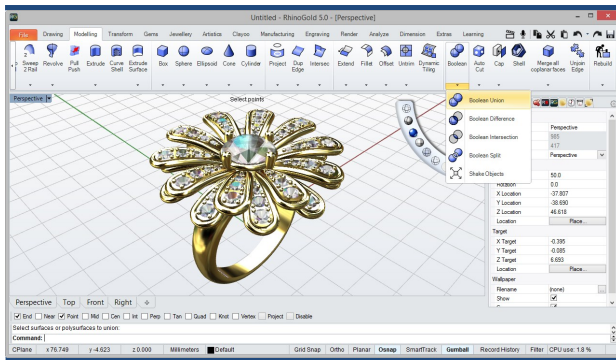 Untitled - RhinoGold 5.0 - [Perspective]
File Drawing Modelling Transform Gems Jewellery Artistics Clayoo Manufacturing Engraving Render Analyze Dimension Extras Learning
Sweep 2 Rail
Pull Push
Extrude
Curve Shell
Extrude Surface
Box
Sphere
Ellipsoid
Cone
Cylinder
Project
Dup Edge
Intersec
Extend
Fillet
Offset
Untrim
Dynamic Tiling
Boolean
Auto Cut
Cap
Shell
Merge all coplanar faces
Unjoin Edge
Rebuild
Perspective
Select points
Boolean Union
Boolean Difference
Boolean Intersection
Boolean Split
Shake Objects
Perspective
985
417
Perspective
50.0
Rotation 0.0
X Location -37.807
Y Location -38.690
Z Location 46.618
Location Place...
Target
X Target -0.395
Y Target -0.085
Z Target 6.693
Location Place...
Wallpaper
Filename (none)
Show
Perspective Top Front Right
End Near Point Mid Cen Int Perp Tan Quad Knot Vertex Project Disable
Select surfaces or polysurfaces to union:
Command:
CPlane x 75.749 y -4.623 z 0.000 Millimeters Default Grid Snap Ortho Planar Osnap SmartTrack Gumball Record History Filter CPU use: 1.8 %